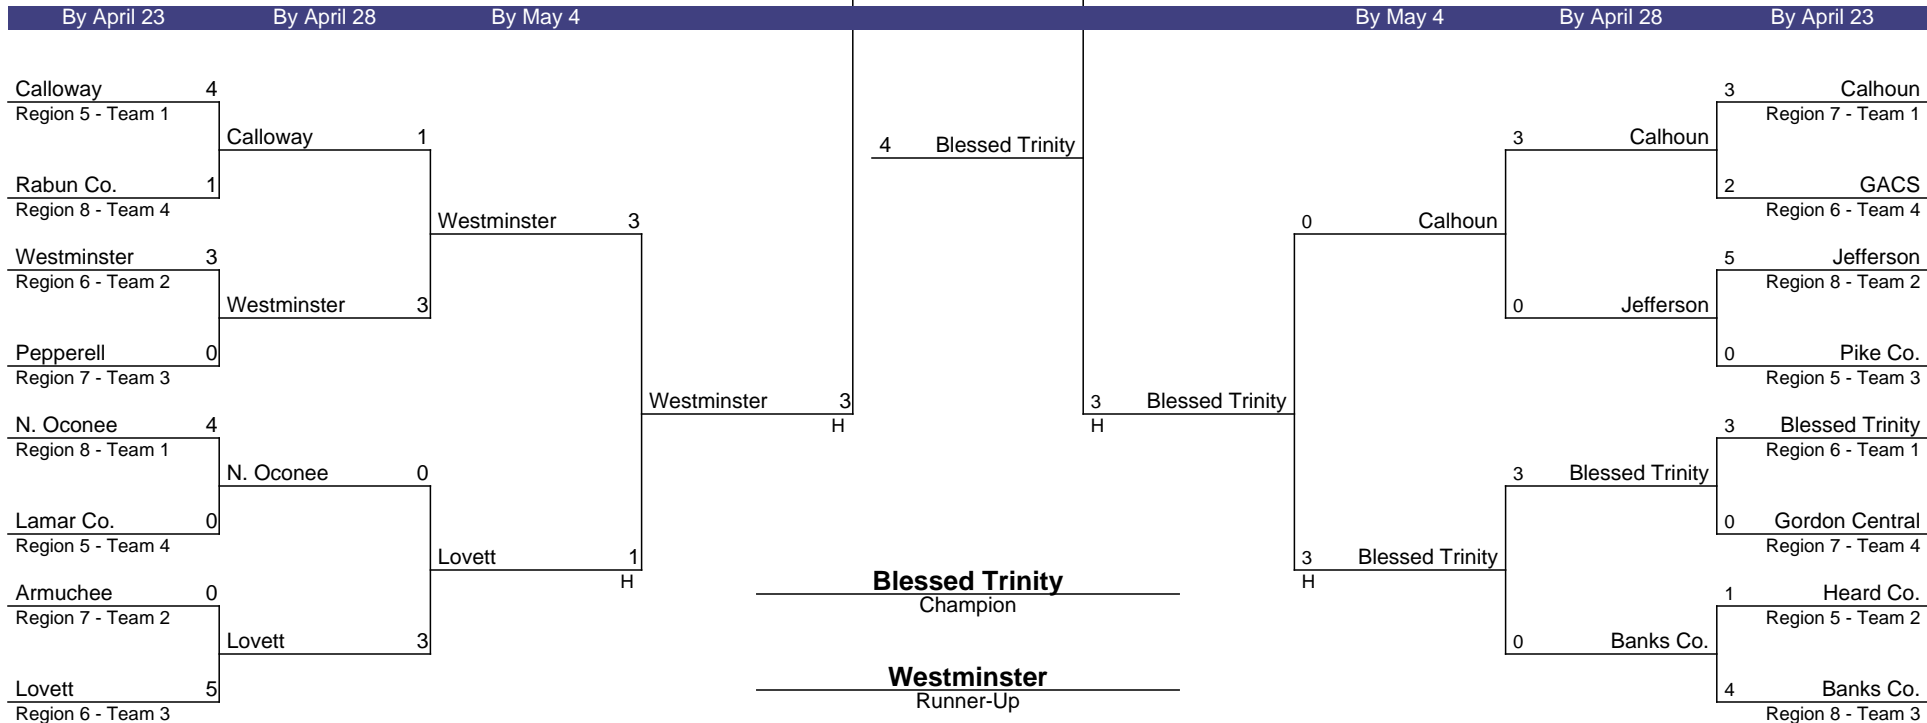 By April 23 By April 28 By May 4 By May 4 By April 28 By April 23
Calloway 4 3 Calhoun
Region 5 - Team 1 Region 7 - Team 1
Calloway 1 3 Calhoun
4 Blessed Trinity
Rabun Co. 1 2 GACS
Region 8 - Team 4 Region 6 - Team 4
Westminster 3 0 Calhoun
Westminster 3 5 Jefferson
Region 6 - Team 2 Region 8 - Team 2
Westminster 3 0 Jefferson
Pepperell 0 0 Pike Co.
Region 7 - Team 3 Region 5 - Team 3
Westminster 3 3 Blessed Trinity
H H
N. Oconee 4 3 Blessed Trinity
Region 8 - Team 1 Region 6 - Team 1
N. Oconee 0 3 Blessed Trinity
Lamar Co. 0 0 Gordon Central
Region 5 - Team 4 Region 7 - Team 4
Lovett 1 3 Blessed Trinity
H H
Blessed Trinity
Champion
Armuchee 0 1 Heard Co.
Region 7 - Team 2 Region 5 - Team 2
Lovett 3 0 Banks Co.
Westminster
Runner-Up
Lovett 5 4 Banks Co.
Region 6 - Team 3 Region 8 - Team 3